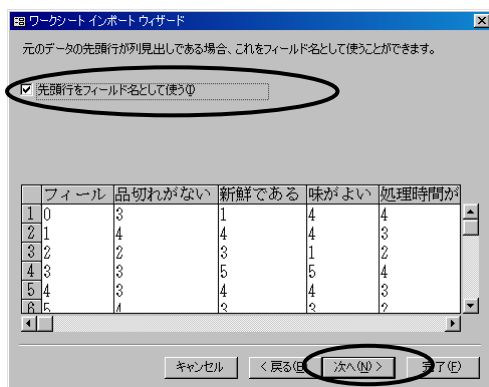 ワークシート インポート ウィザード
元のデータの先頭行が列見出しである場合、これをフィールド名として使うことができます。
先頭行をフィールド名として使う(I)
フィール 品切れがない 新鮮である 味がよい 処理時間が
1 0 3 1 4 4
2 1 4 4 4 3
3 2 2 3 1 2
4 3 3 5 5 4
5 4 3 4 4 3
6 5 4 3 3 2
キャンセル < 戻る(B 次へ(N) > 完了(F)